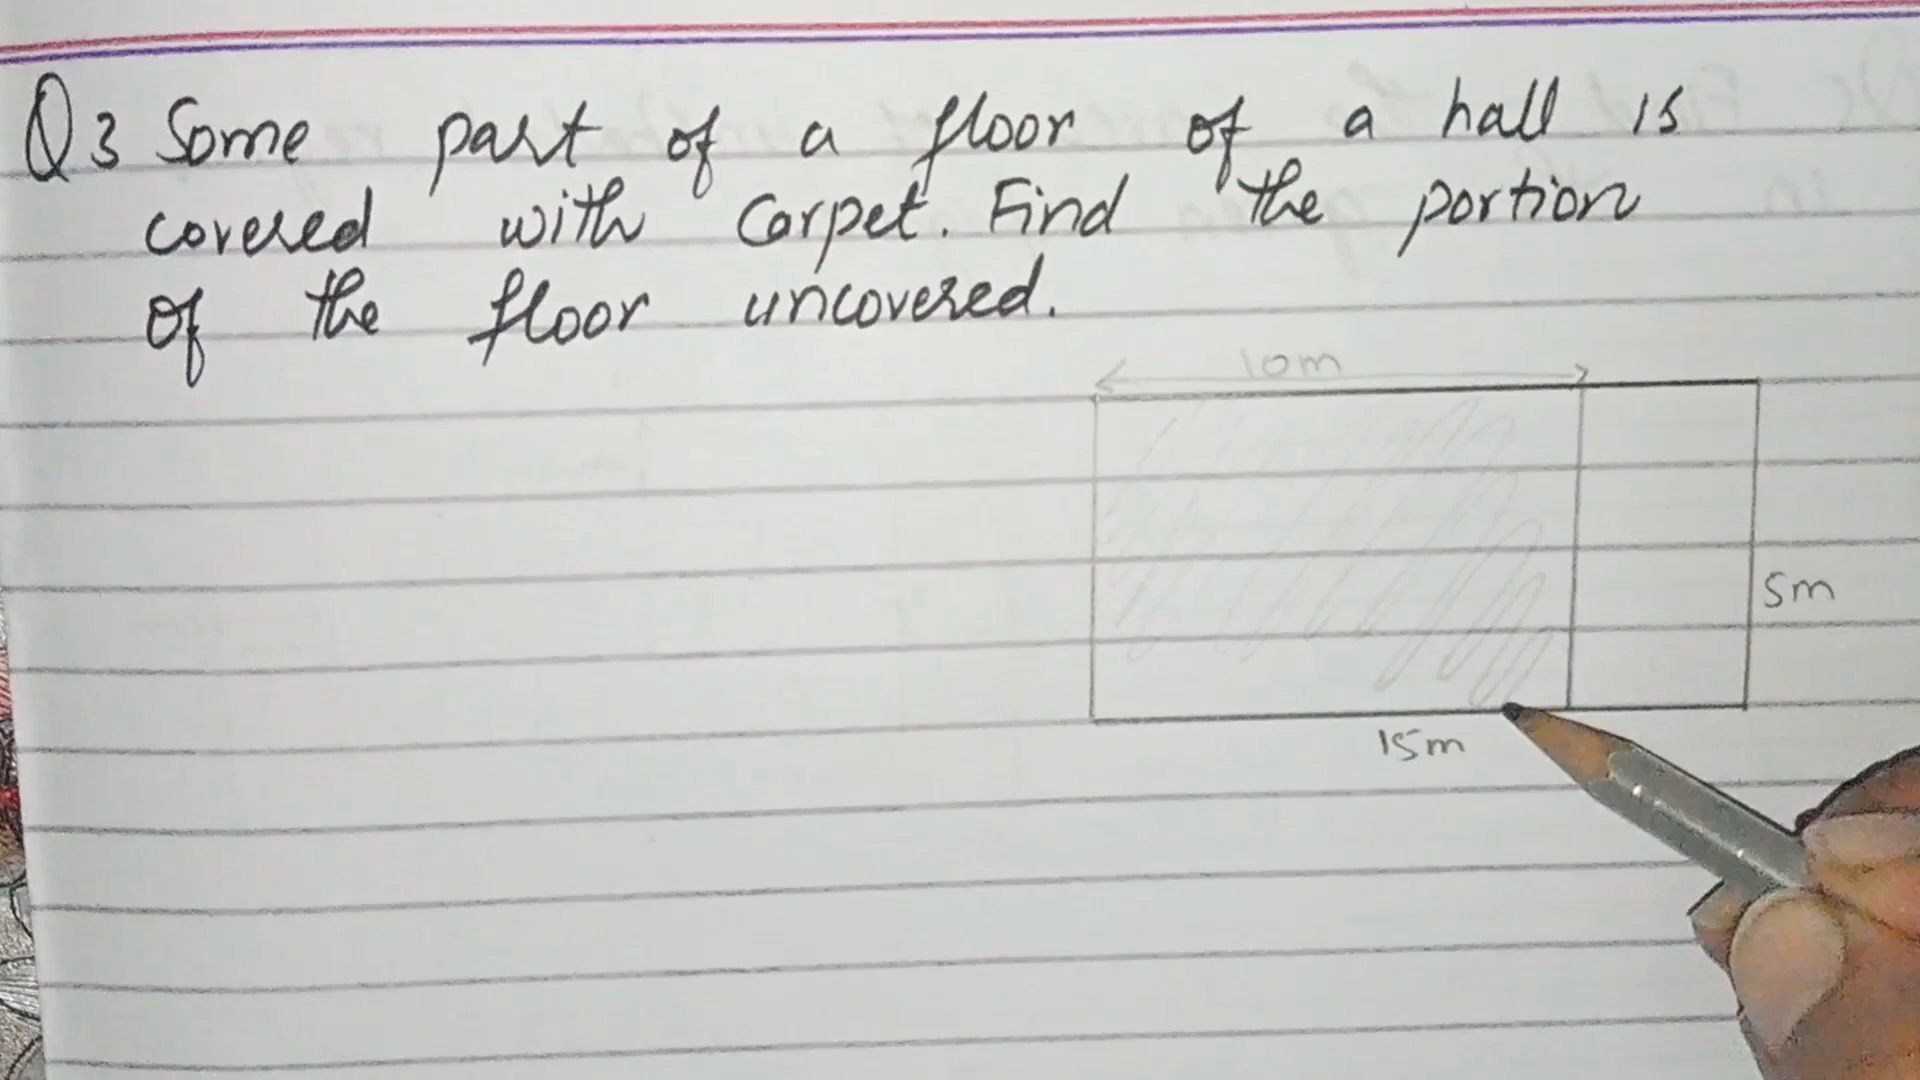 Q3 Some part of a floor of a hall is
covered with carpet. Find the portion
of the floor uncovered.
10m
5m
15m